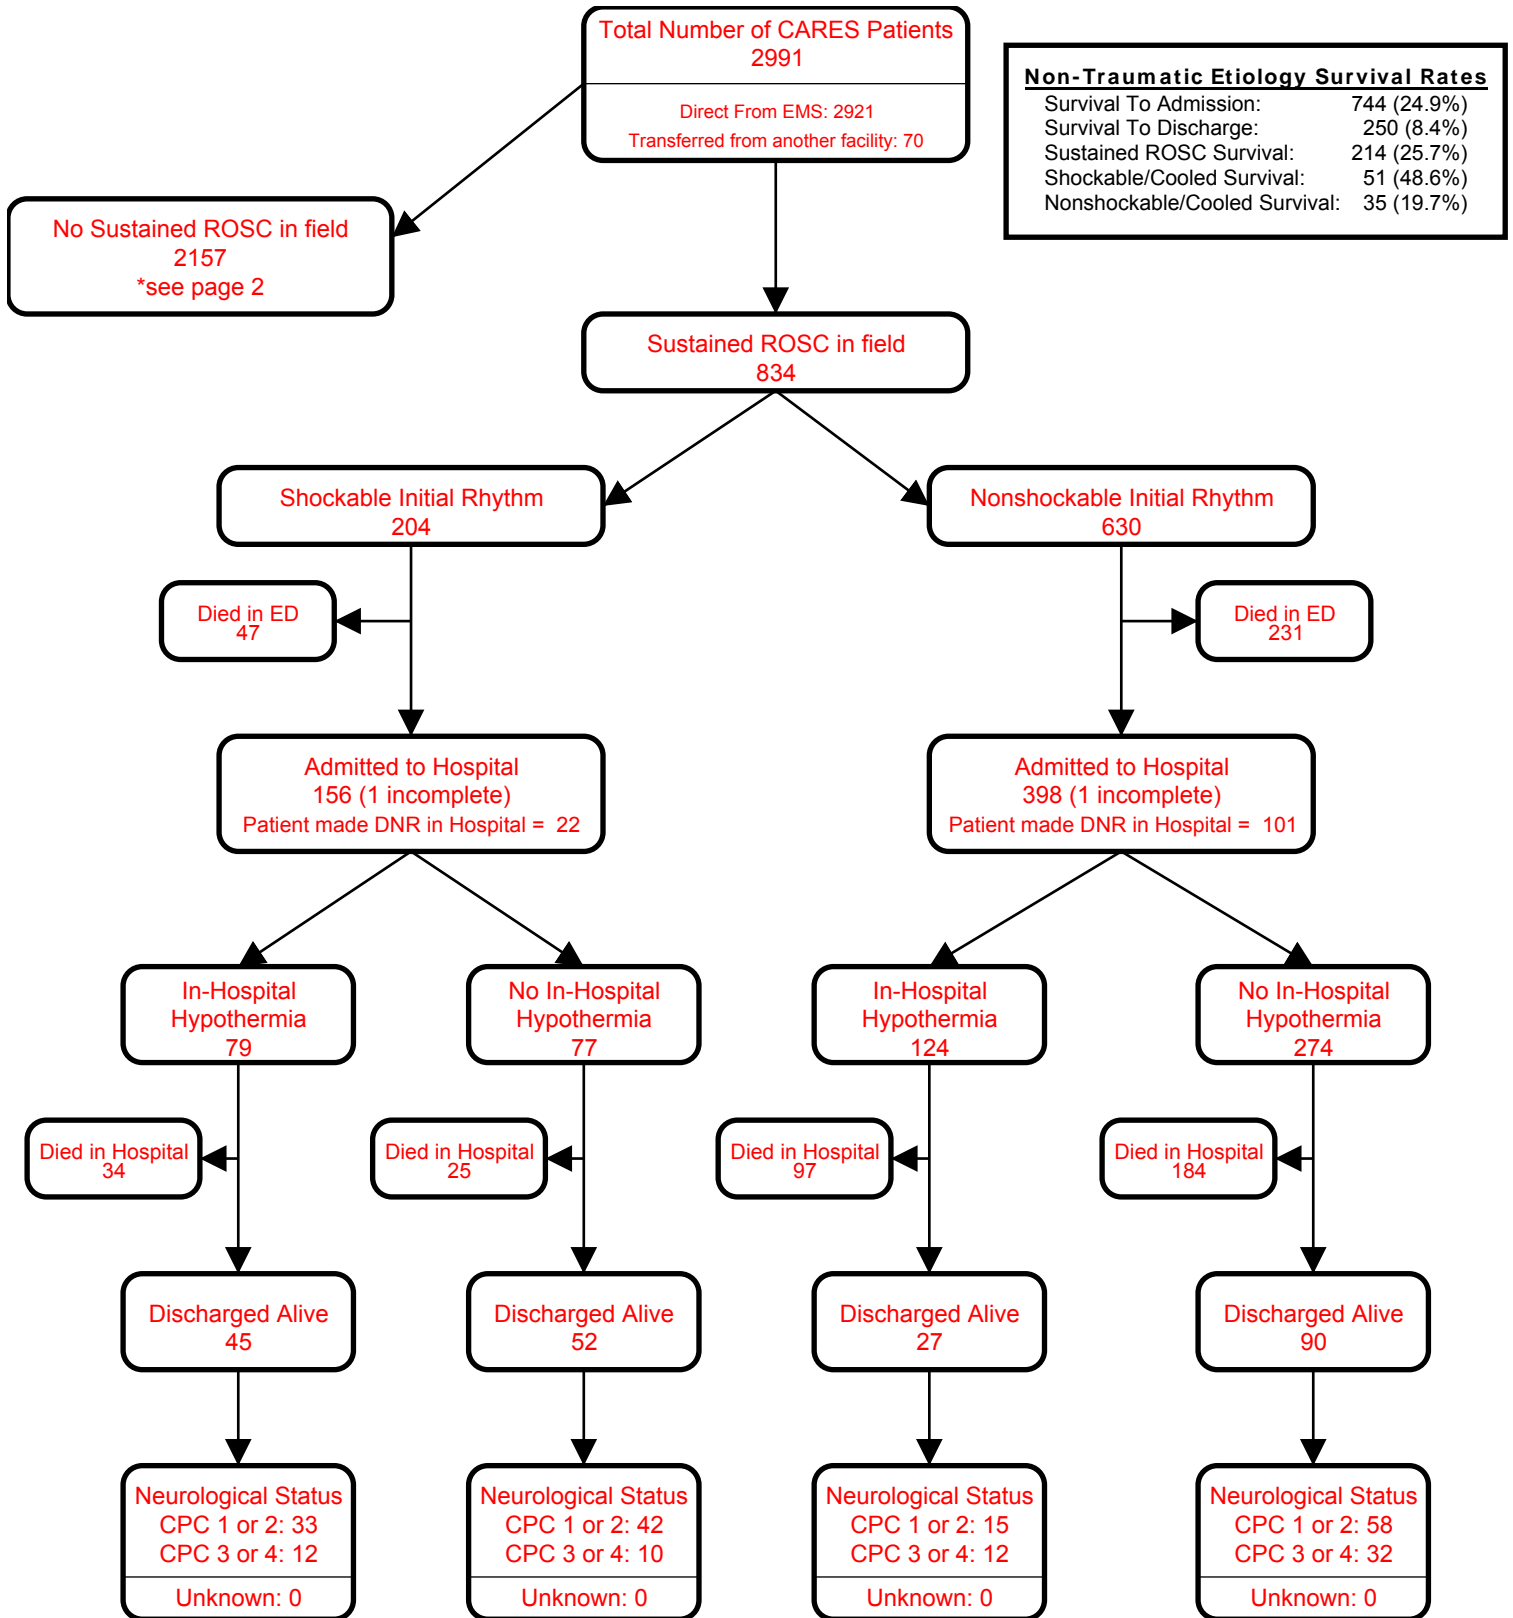 Total Number of CARES Patients
2991
Direct From EMS: 2921
Transferred from another facility: 70
Non-Traumatic Etiology Survival Rates
Survival To Admission: 744 (24.9%)
Survival To Discharge: 250 (8.4%)
Sustained ROSC Survival: 214 (25.7%)
Shockable/Cooled Survival: 51 (48.6%)
Nonshockable/Cooled Survival: 35 (19.7%)
No Sustained ROSC in field
2157
*see page 2
Sustained ROSC in field
834
Shockable Initial Rhythm
204
Nonshockable Initial Rhythm
630
Died in ED
47
Died in ED
231
Admitted to Hospital
156 (1 incomplete)
Patient made DNR in Hospital = 22
Admitted to Hospital
398 (1 incomplete)
Patient made DNR in Hospital = 101
In-Hospital
Hypothermia
79
No In-Hospital
Hypothermia
77
In-Hospital
Hypothermia
124
No In-Hospital
Hypothermia
274
Died in Hospital
34
Died in Hospital
25
Died in Hospital
97
Died in Hospital
184
Discharged Alive
45
Discharged Alive
52
Discharged Alive
27
Discharged Alive
90
Neurological Status
CPC 1 or 2: 33
CPC 3 or 4: 12
Unknown: 0
Neurological Status
CPC 1 or 2: 42
CPC 3 or 4: 10
Unknown: 0
Neurological Status
CPC 1 or 2: 15
CPC 3 or 4: 12
Unknown: 0
Neurological Status
CPC 1 or 2: 58
CPC 3 or 4: 32
Unknown: 0